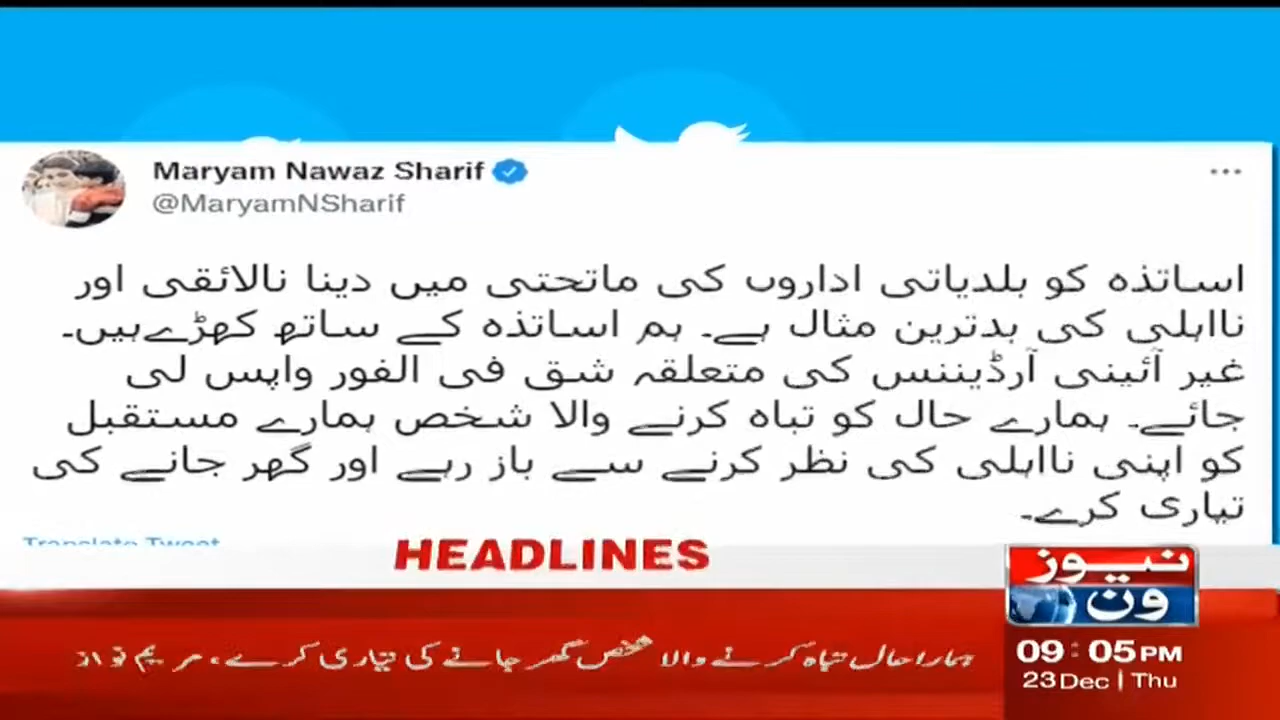 Maryam Nawaz Sharif
@MaryamNSharif
اساتذہ کو بلدیاتی اداروں کی ماتحتی میں دینا نالائقی اور
نااہلی کی بدترین مثال ہے۔ ہم اساتذہ کے ساتھ کھڑےہیں۔
غیر آئینی آرڈیننس کی متعلقہ شق فی الفور واپس لی
جائے۔ ہمارے حال کو تباہ کرنے والا شخص ہمارے مستقبل
کو اپنی نااہلی کی نظر کرنے سے باز رہے اور گھر جانے کی
تیاری کرے۔
Translate Tweet
HEADLINES
نیوز
ون
ہمارا حال تباہ کرنے والا شخص گھر جانے کی تیاری کرے، مریم نواز
09:05PM
23Dec | Thu